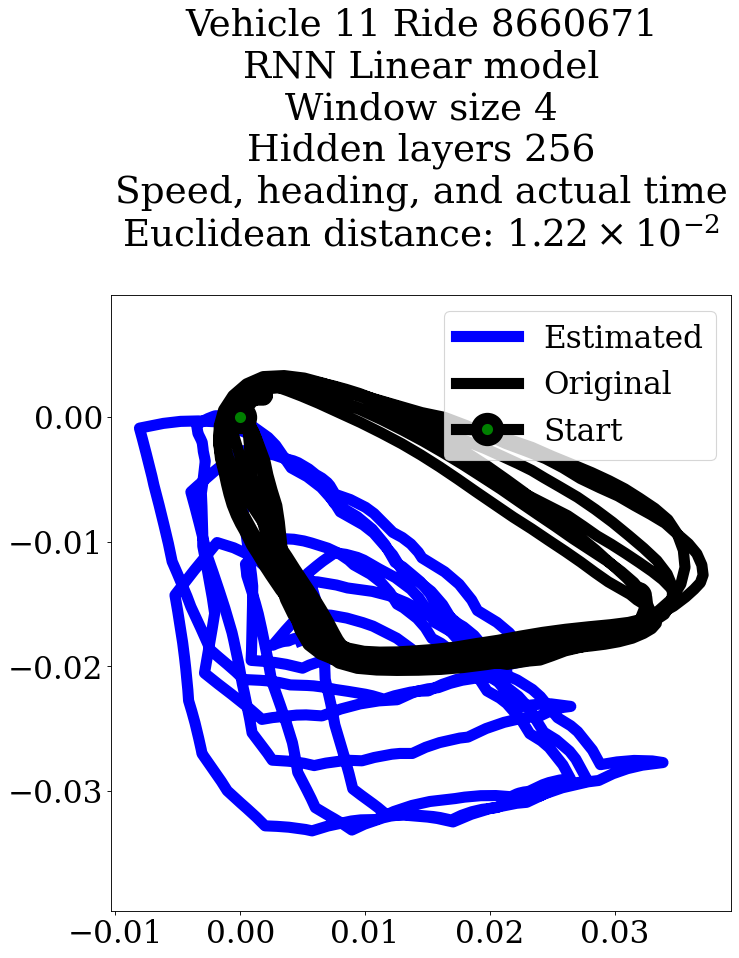 Vehicle 11 Ride 8660671
RNN Linear model
Window size 4
Hidden layers 256
Speed, heading, and actual time
Euclidean distance: 1.22 × 10⁻²
Estimated
Original
Start
0.00
−0.01
−0.02
−0.03
−0.01 0.00 0.01 0.02 0.03